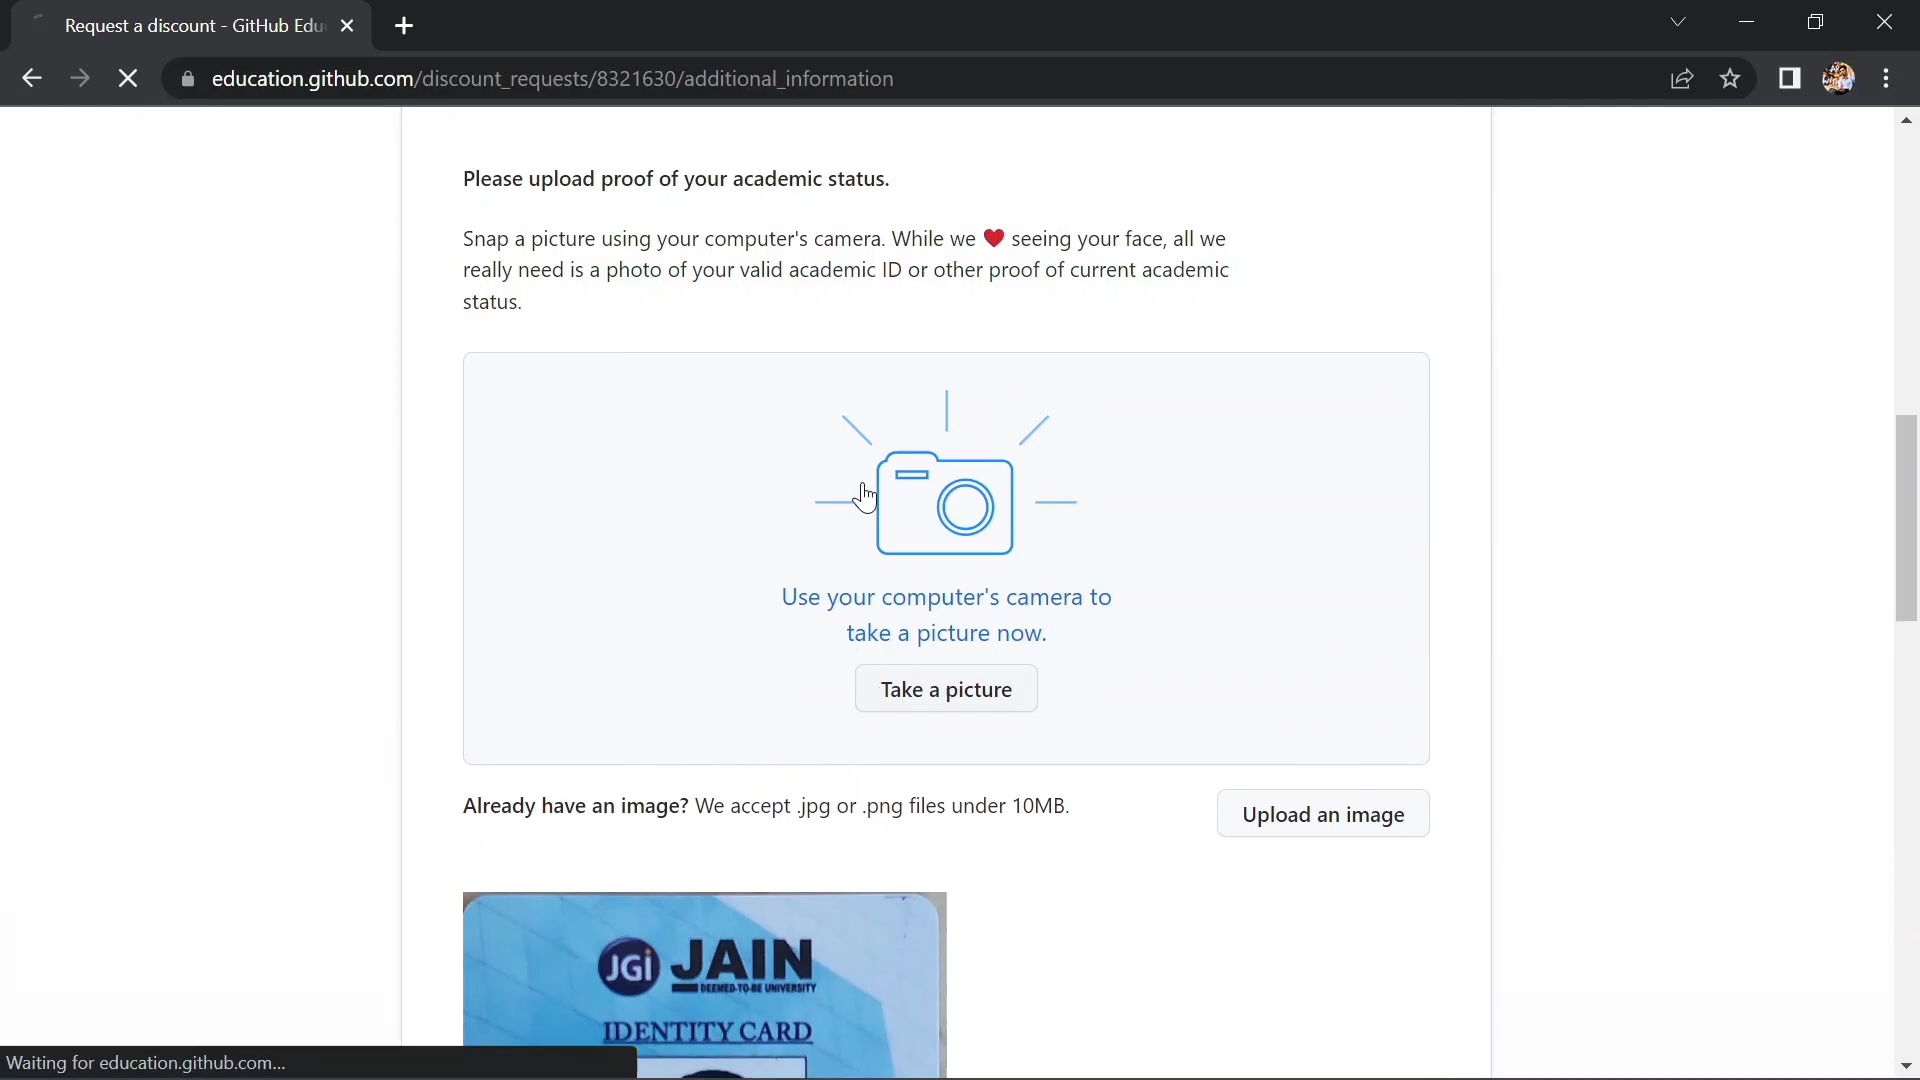 Request a discount - GitHub Edu
education.github.com/discount_requests/8321630/additional_information
Please upload proof of your academic status.
Snap a picture using your computer's camera. While we ❤ seeing your face, all we
really need is a photo of your valid academic ID or other proof of current academic
status.
Use your computer's camera to
take a picture now.
Take a picture
Already have an image? We accept .jpg or .png files under 10MB.
Upload an image
JGi JAIN
DEEMED-TO-BE UNIVERSITY
IDENTITY CARD
Waiting for education.github.com...